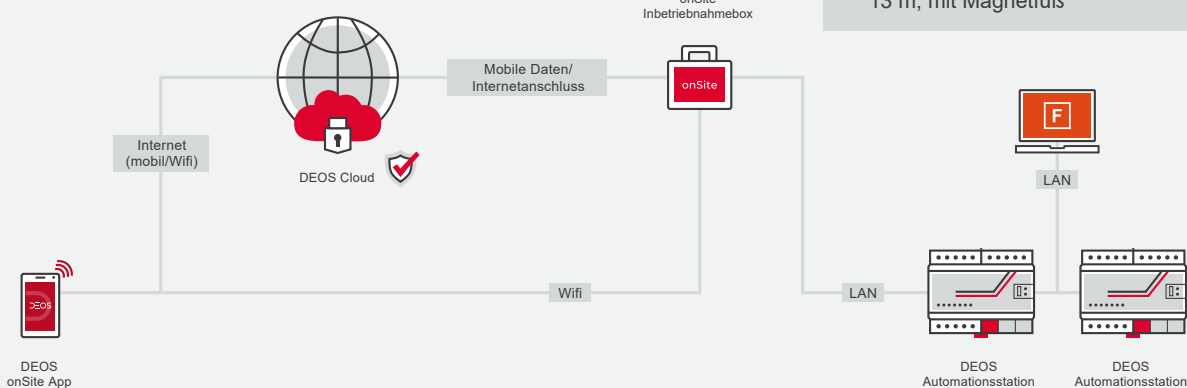 Inbetriebnahmebox
13 m, mit Magnetfuß
Mobile Daten/
Internetanschluss
onSite
F
Internet
(mobil/Wifi)
DEOS Cloud
LAN
Wifi
LAN
DEOS
DEOS
onSite App
DEOS
Automationsstation
DEOS
Automationsstation